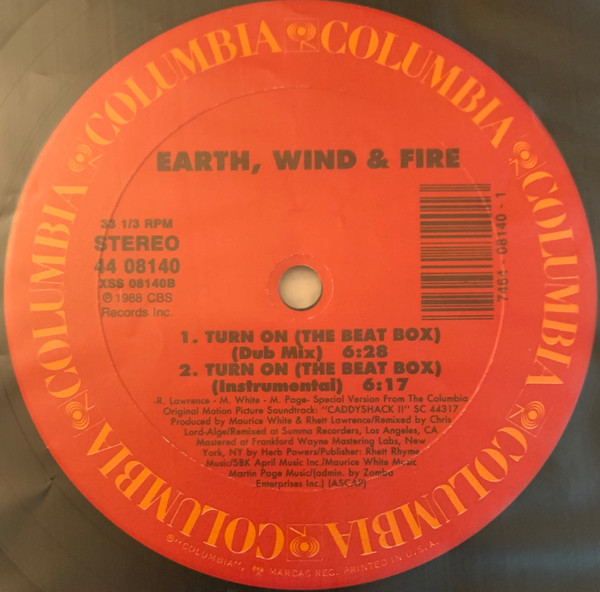 COLUMBIA COLUMBIA COLUMBIA COLUMBIA COLUMBIA COLUMBIA COLUMBIA
EARTH, WIND & FIRE
33 1/3 RPM
STEREO
44 08140
XSS 08140B
℗ 1988 CBS
Records Inc.
7464 - 08140 - 1
1. TURN ON (THE BEAT BOX)
(Dub Mix) 6:28
2. TURN ON (THE BEAT BOX)
(Instrumental) 6:17
-R. Lawrence - M. White - M. Page- Special Version From The Columbia
Original Motion Picture Soundtrack: "CADDYSHACK II" SC 44317
Produced by Maurice White & Rhett Lawrence/Remixed by Chris
Lord-Alge/Remixed at Summa Recorders, Los Angeles, CA
Mastered at Frankford Wayne Mastering Labs, New
York, NY by Herb Powers/Publisher: Rhett Rhyme
Music/SBK April Music Inc./Maurice White Music
Martin Page Music/(admin. by Zomba
Enterprises Inc.) (ASCAP)
®"COLUMBIA", MARCAS REG. PRINTED IN U.S.A.